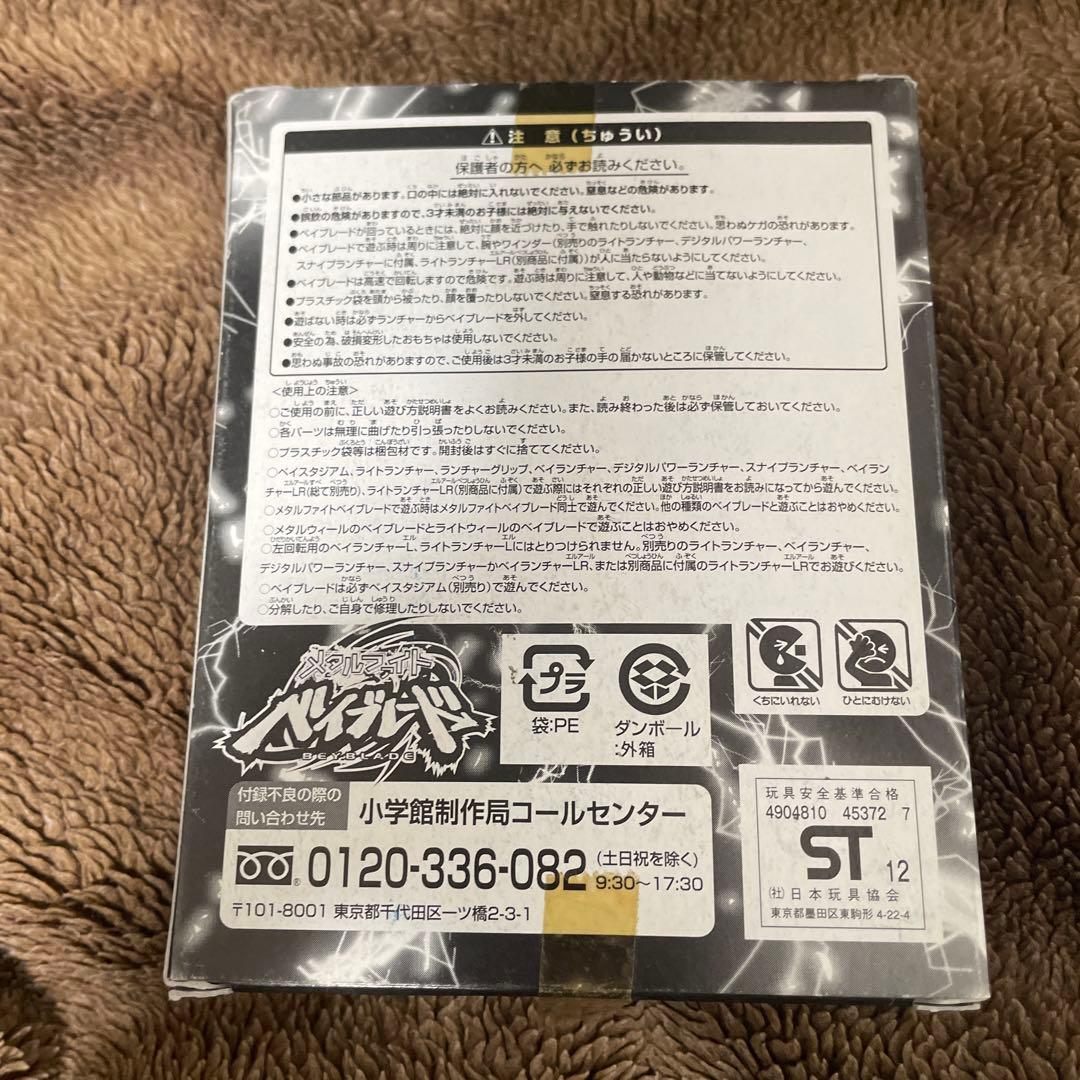 ⚠注 意(ちゅうい)
保護者の方へ 必ずお読みください。
●小さな部品があります。口の中には絶対に入れないでください。窒息などの危険があります。
●誤飲の危険がありますので、3才未満のお子様には絶対に与えないでください。
●ベイブレードが回っているときには、絶対に顔を近づけたり、手で触れたりしないでください。思わぬケガの恐れがあります。
●ベイブレードで遊ぶ時は周りに注意して、腕やワインダー(別売りのライトランチャー、デジタルパワーランチャー、
スナイプランチャーに付属、ライトランチャーLR(別商品に付属))が人に当たらないようにしてください。
●ベイブレードは高速で回転しますので危険です。遊ぶ時は周りに注意して、人や動物などに当てないようにしてください。
●プラスチック袋を頭から被ったり、顔を覆ったりしないでください。窒息する恐れがあります。
●遊ばない時は必ずランチャーからベイブレードを外してください。
●安全の為、破損変形したおもちゃは使用しないでください。
●思わぬ事故の恐れがありますので、ご使用後は3才未満のお子様の手の届かないところに保管してください。
<使用上の注意>
○ご使用の前に、正しい遊び方説明書をよくお読みください。また、読み終わった後は必ず保管しておいてください。
○各パーツは無理に曲げたり引っ張ったりしないでください。
○プラスチック袋等は梱包材です。開封後はすぐに捨ててください。
○ベイスタジアム、ライトランチャー、ランチャーグリップ、ベイランチャー、デジタルパワーランチャー、スナイプランチャー、ベイラン
チャーLR(総て別売り)、ライトランチャーLR(別商品に付属)で遊ぶ際にはそれぞれの正しい遊び方説明書をお読みになってから遊んでください。
○メタルファイトベイブレードで遊ぶ時はメタルファイトベイブレード同士で遊んでください。他の種類のベイブレードと遊ぶことはおやめください。
○メタルウィールのベイブレードとライトウィールのベイブレードで遊ぶことはおやめください。
○左回転用のベイランチャーL、ライトランチャーLにはとりつけられません。別売りのライトランチャー、ベイランチャー、
デジタルパワーランチャー、スナイプランチャーかベイランチャーLR、または別商品に付属のライトランチャーLRでお遊びください。
○ベイブレードは必ずベイスタジアム(別売り)で遊んでください。
○分解したり、ご自身で修理したりしないでください。
くちにいれない
ひとにむけない
メタルファイト
ベイブレード
BEYBLADE
プラ
袋:PE
ダンボール
:外箱
付録不良の際の
問い合わせ先
小学館制作局コールセンター
0120-336-082
(土日祝を除く)
9:30〜17:30
〒101-8001 東京都千代田区一ツ橋2-3-1
玩具安全基準合格
4904810 45372 7
ST 12
(社)日本玩具協会
東京都墨田区東駒形 4-22-4